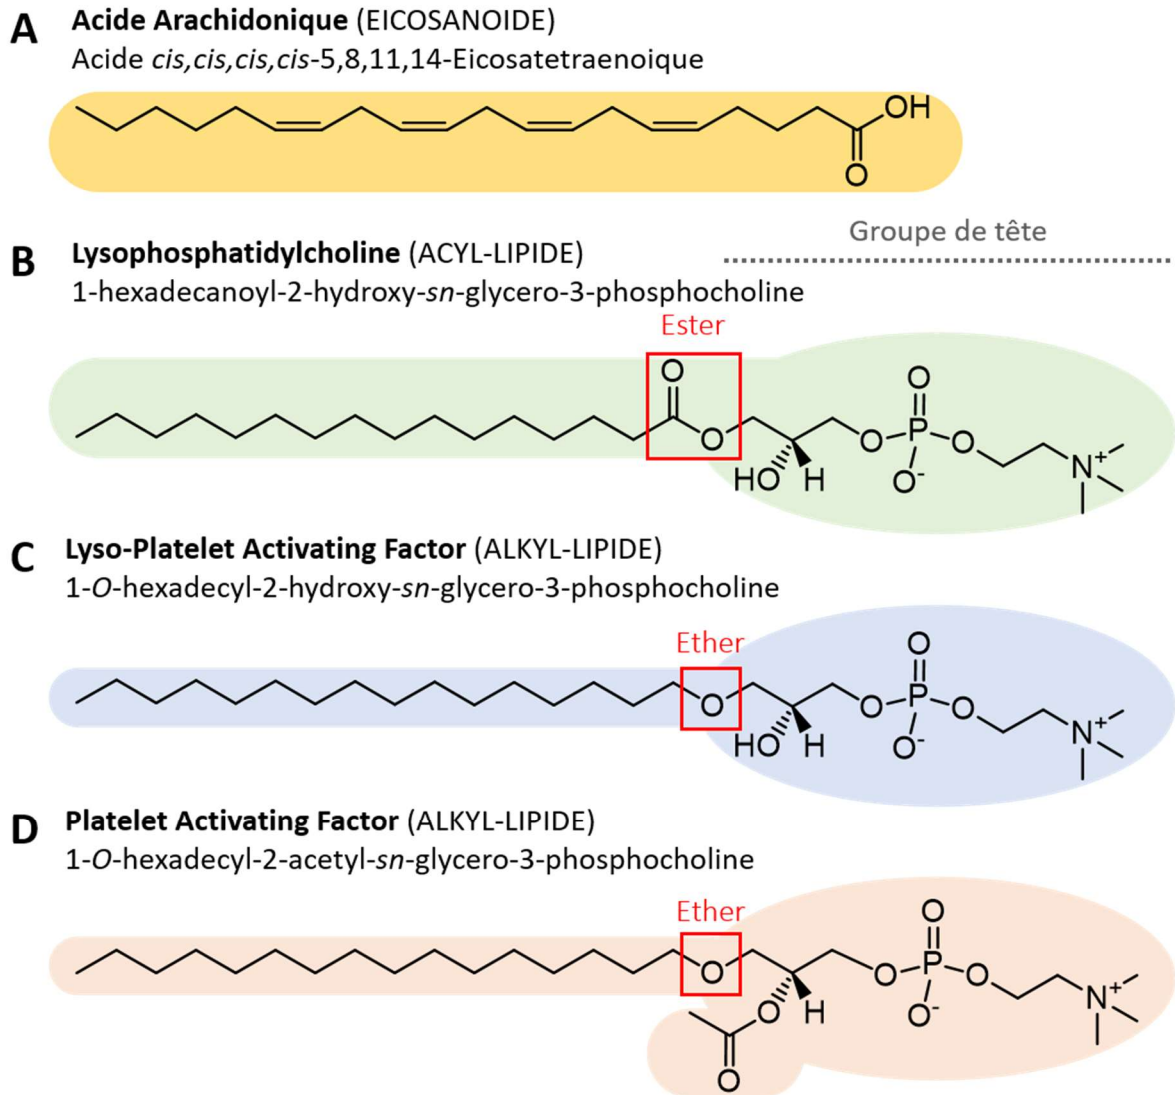 A
Acide Arachidonique (EICOSANOIDE)
Acide cis,cis,cis,cis-5,8,11,14-Eicosatetraenoique
OH
O
Groupe de tête
B
Lysophosphatidylcholine (ACYL-LIPIDE)
1-hexadecanoyl-2-hydroxy-sn-glycero-3-phosphocholine
Ester
O
O
O
O
P
O
HO
H
O-
N+
C
Lyso-Platelet Activating Factor (ALKYL-LIPIDE)
1-O-hexadecyl-2-hydroxy-sn-glycero-3-phosphocholine
Ether
O
O
O
P
O
HO
H
O-
N+
D
Platelet Activating Factor (ALKYL-LIPIDE)
1-O-hexadecyl-2-acetyl-sn-glycero-3-phosphocholine
Ether
O
O
O
P
O
O
H
O-
N+
O